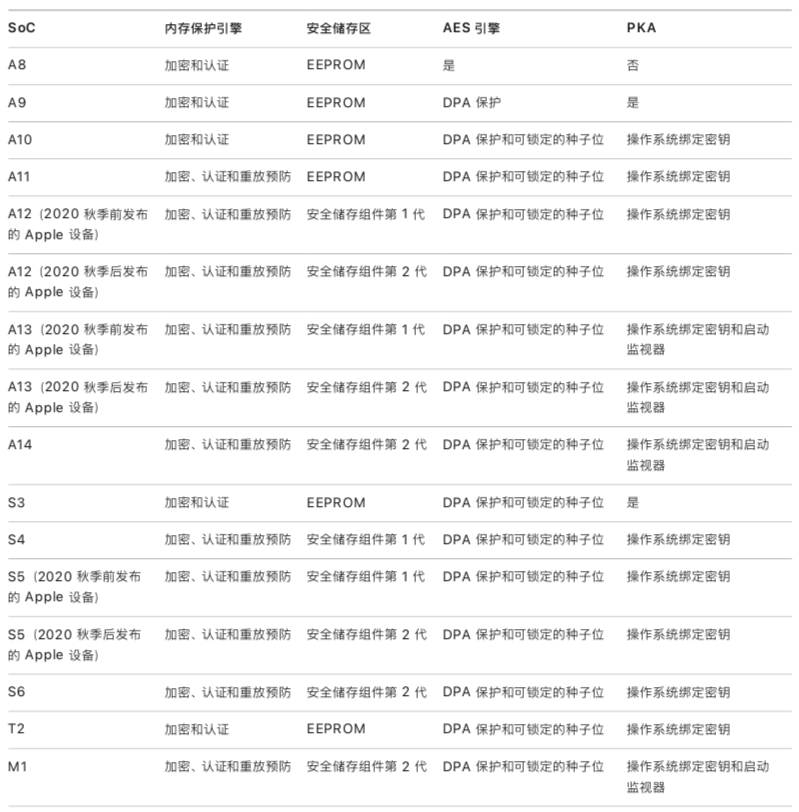 SoC 内存保护引擎 安全储存区 AES 引擎 PKA
A8 加密和认证 EEPROM 是 否
A9 加密和认证 EEPROM DPA 保护 是
A10 加密和认证 EEPROM DPA 保护和可锁定的种子位 操作系统绑定密钥
A11 加密、认证和重放预防 EEPROM DPA 保护和可锁定的种子位 操作系统绑定密钥
A12（2020 秋季前发布 加密、认证和重放预防 安全储存组件第 1 代 DPA 保护和可锁定的种子位 操作系统绑定密钥
的 Apple 设备）
A12（2020 秋季后发布 加密、认证和重放预防 安全储存组件第 2 代 DPA 保护和可锁定的种子位 操作系统绑定密钥
的 Apple 设备）
A13（2020 秋季前发布 加密、认证和重放预防 安全储存组件第 1 代 DPA 保护和可锁定的种子位 操作系统绑定密钥和启动
的 Apple 设备） 监视器
A13（2020 秋季后发布 加密、认证和重放预防 安全储存组件第 2 代 DPA 保护和可锁定的种子位 操作系统绑定密钥和启动
的 Apple 设备） 监视器
A14 加密、认证和重放预防 安全储存组件第 2 代 DPA 保护和可锁定的种子位 操作系统绑定密钥和启动
监视器
S3 加密和认证 EEPROM DPA 保护和可锁定的种子位 是
S4 加密、认证和重放预防 安全储存组件第 1 代 DPA 保护和可锁定的种子位 操作系统绑定密钥
S5（2020 秋季前发布 加密、认证和重放预防 安全储存组件第 1 代 DPA 保护和可锁定的种子位 操作系统绑定密钥
的 Apple 设备）
S5（2020 秋季后发布 加密、认证和重放预防 安全储存组件第 2 代 DPA 保护和可锁定的种子位 操作系统绑定密钥
的 Apple 设备）
S6 加密、认证和重放预防 安全储存组件第 2 代 DPA 保护和可锁定的种子位 操作系统绑定密钥
T2 加密和认证 EEPROM DPA 保护和可锁定的种子位 操作系统绑定密钥
M1 加密、认证和重放预防 安全储存组件第 2 代 DPA 保护和可锁定的种子位 操作系统绑定密钥和启动
监视器